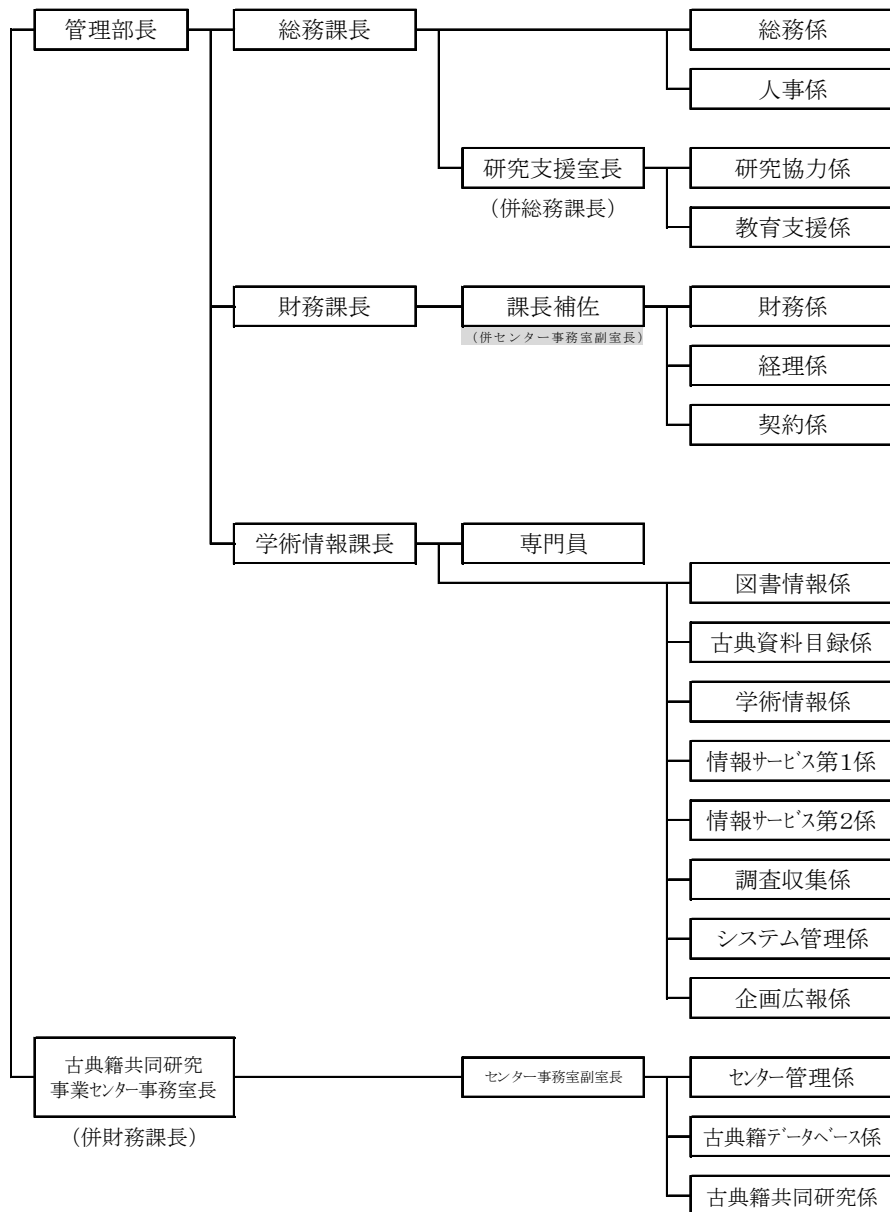 管理部長
総務課長
総務係
人事係
研究支援室長
(併総務課長)
研究協力係
教育支援係
財務課長
課長補佐
(併センター事務室副室長)
財務係
経理係
契約係
学術情報課長
専門員
図書情報係
古典資料目録係
学術情報係
情報サービス第1係
情報サービス第2係
調査収集係
システム管理係
企画広報係
古典籍共同研究
事業センター事務室長
(併財務課長)
センター事務室副室長
センター管理係
古典籍データベース係
古典籍共同研究係